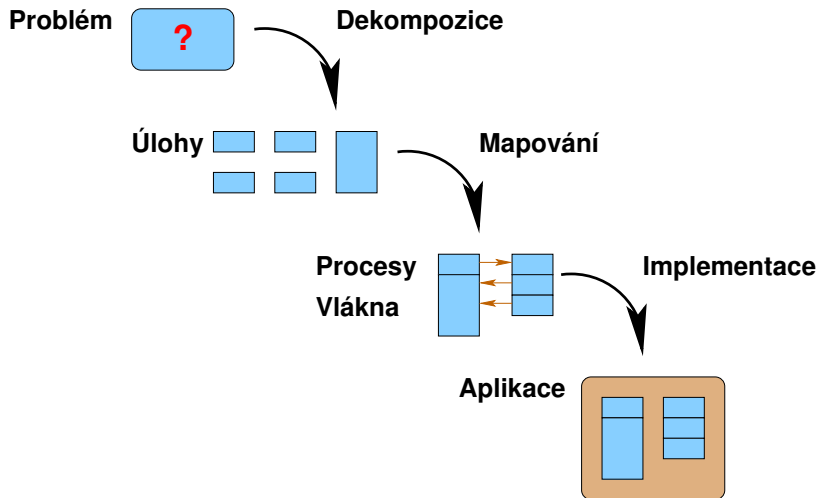 Problém
?
Dekompozice
Úlohy
Mapování
Procesy
Vlákna
Implementace
Aplikace